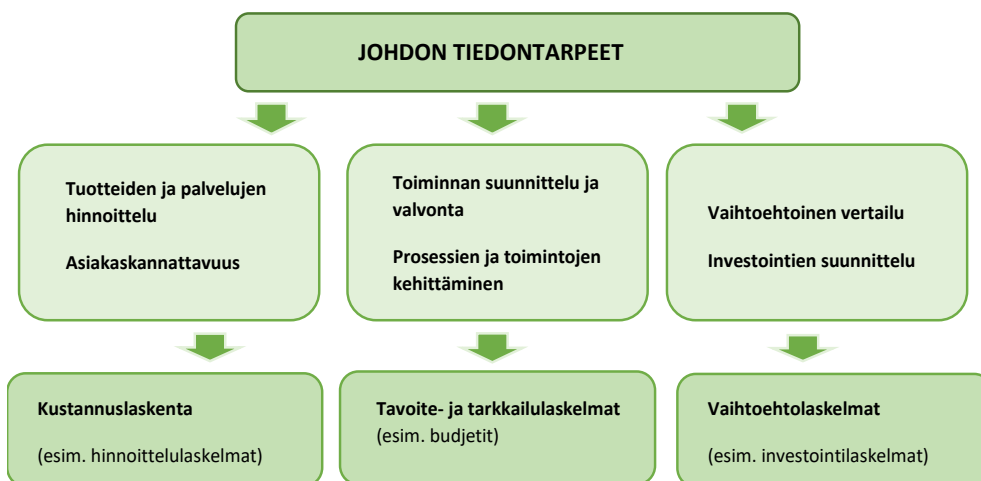 JOHDON TIEDONTARPEET
Tuotteiden ja palvelujen
hinnoittelu
Asiakaskannattavuus
Toiminnan suunnittelu ja
valvonta
Prosessien ja toimintojen
kehittäminen
Vaihtoehtoinen vertailu
Investointien suunnittelu
Kustannuslaskenta
(esim. hinnoittelulaskelmat)
Tavoite- ja tarkkailulaskelmat
(esim. budjetit)
Vaihtoehtolaskelmat
(esim. investointilaskelmat)